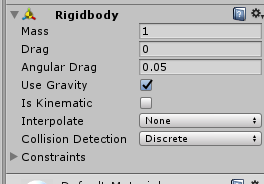 Rigidbody
Mass 1
Drag 0
Angular Drag 0.05
Use Gravity
Is Kinematic
Interpolate None
Collision Detection Discrete
Constraints